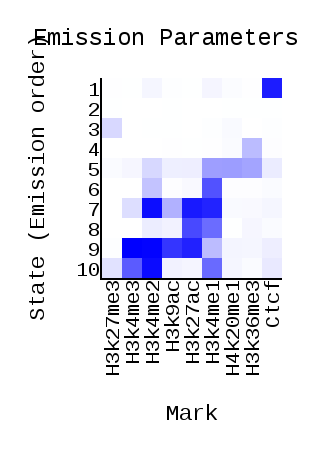 Emission Parameters
State (Emission order)
1
2
3
4
5
6
7
8
9
10
H3k27me3
H3k4me3
H3k4me2
H3k9ac
H3k27ac
H3k4me1
H4k20me1
H3k36me3
Ctcf
Mark